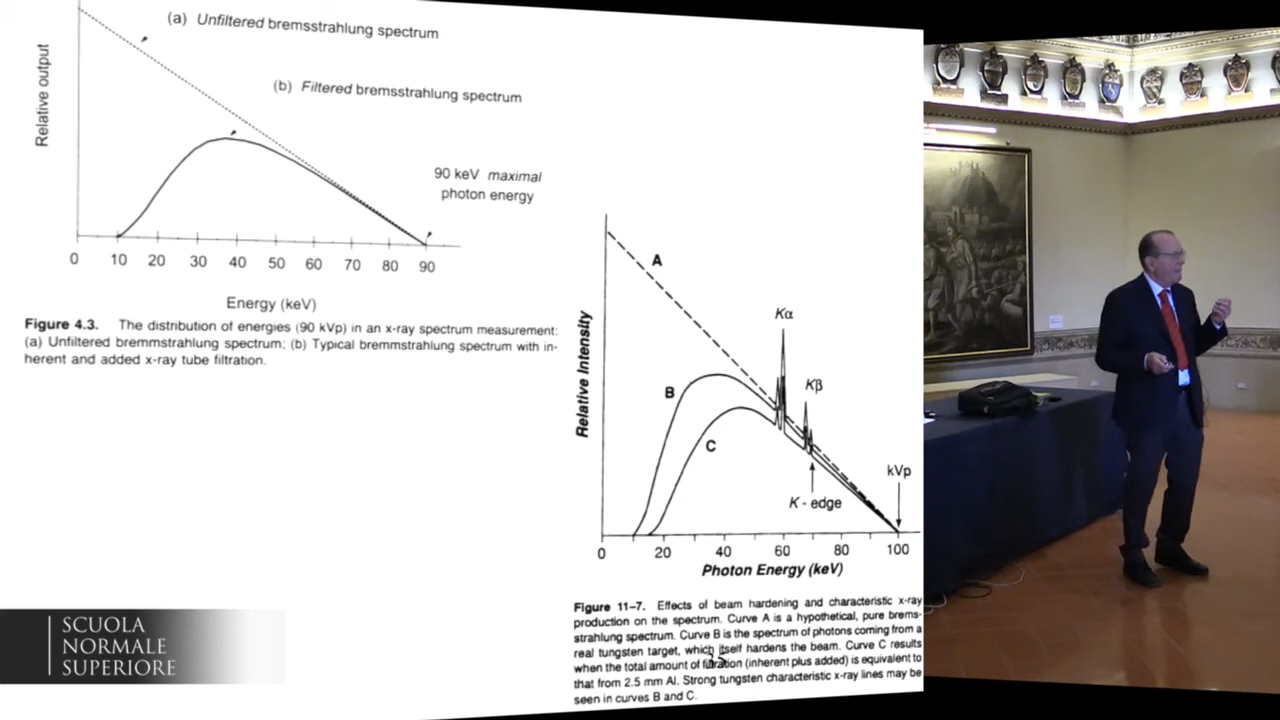 (a) Unfiltered bremsstrahlung spectrum
(b) Filtered bremsstrahlung spectrum
Relative output
90 keV maximal
photon energy
0 10 20 30 40 50 60 70 80 90
Energy (keV)
Figure 4.3. The distribution of energies (90 kVp) in an x-ray spectrum measurement:
(a) Unfiltered bremmstrahlung spectrum; (b) Typical bremmstrahlung spectrum with in-
herent and added x-ray tube filtration.
A
Kα
Kβ
B
C
Relative Intensity
kVp
K - edge
0 20 40 60 80 100
Photon Energy (keV)
Figure 11–7. Effects of beam hardening and characteristic x-ray
production on the spectrum. Curve A is a hypothetical, pure brems-
strahlung spectrum. Curve B is the spectrum of photons coming from a
real tungsten target, which itself hardens the beam. Curve C results
when the total amount of filtration (inherent plus added) is equivalent to
that from 2.5 mm Al. Strong tungsten characteristic x-ray lines may be
seen in curves B and C.
SCUOLA
NORMALE
SUPERIORE